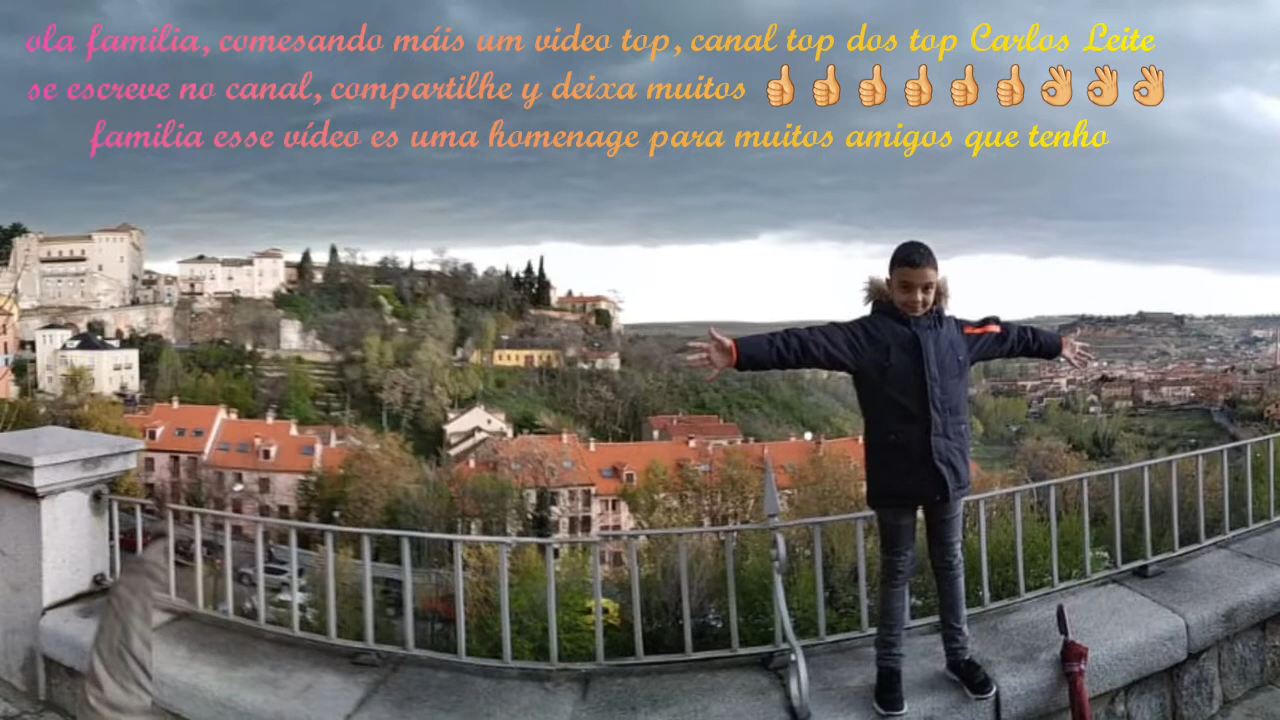 ola familia, comesando máis um video top, canal top dos top Carlos Leite
se escreve no canal, compartilhe y deixa muitos 👍👍👍👍👍👍👌👌👌
familia esse vídeo es uma homenage para muitos amigos que tenho